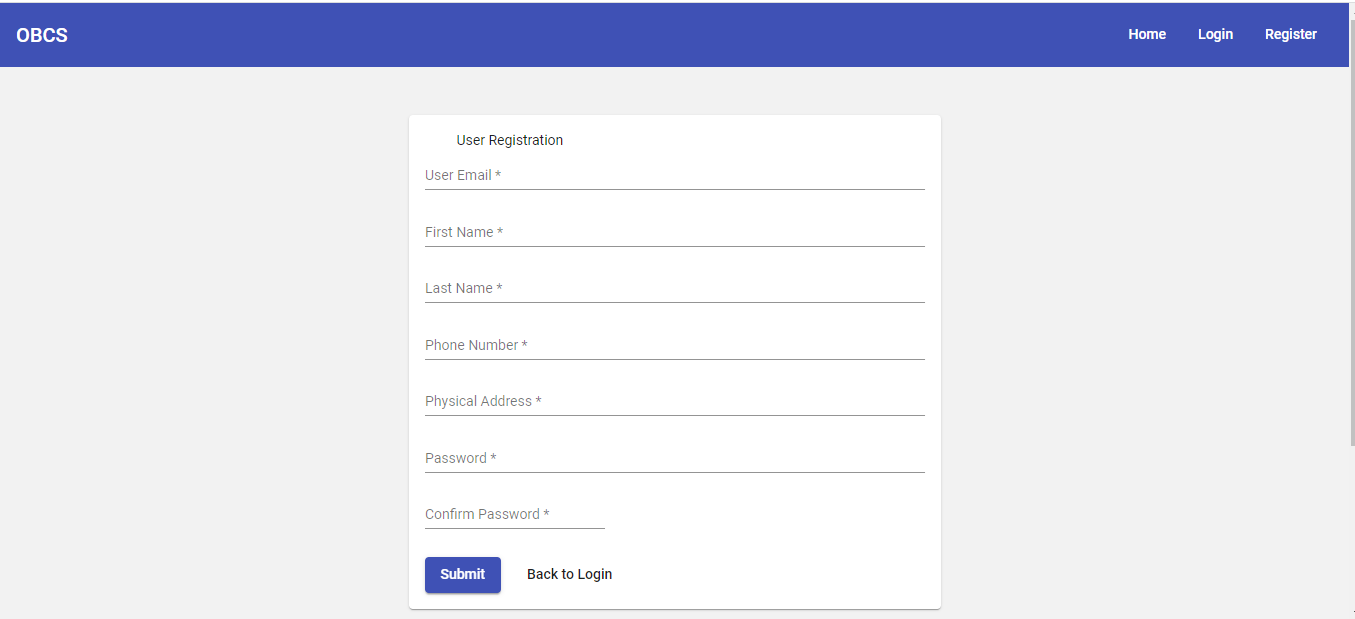 OBCS Home Login Register
User Registration
User Email *
First Name *
Last Name *
Phone Number *
Physical Address *
Password *
Confirm Password *
Submit Back to Login